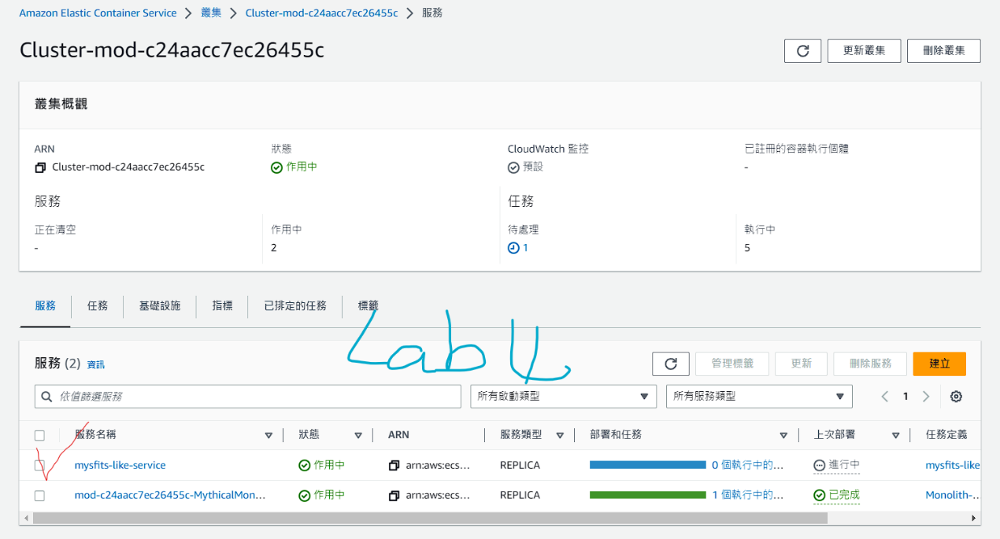 Amazon Elastic Container Service > 叢集 > Cluster-mod-c24aacc7ec26455c > 服務
Cluster-mod-c24aacc7ec26455c
更新叢集 刪除叢集
叢集概觀
ARN 狀態 CloudWatch 監控 已註冊的容器執行個體
Cluster-mod-c24aacc7ec26455c 作用中 預設 -
服務 任務
正在清空 作用中 待處理 執行中
- 2 1 5
服務 任務 基礎設施 指標 已排定的任務 標籤
Lab 4
服務 (2) 資訊 管理標籤 更新 刪除服務 建立
依值篩選服務 所有啟動類型 所有服務類型 1
服務名稱 狀態 ARN 服務類型 部署和任務 上次部署 任務定義
mysfits-like-service 作用中 arn:aws:ecs... REPLICA 0 個執行中的... 進行中 mysfits-like
mod-c24aacc7ec26455c-MythicalMon... 作用中 arn:aws:ecs... REPLICA 1 個執行中的... 已完成 Monolith-...